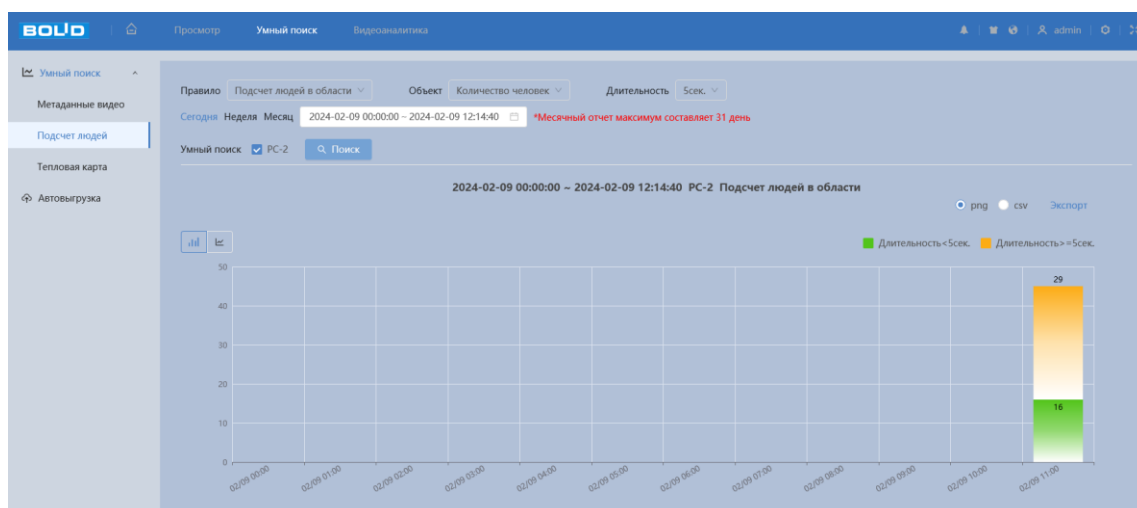 BOLID Просмотр Умный поиск Видеоаналитика admin
Умный поиск
Метаданные видео
Подсчет людей
Тепловая карта
Автовыгрузка
Правило Подсчет людей в области Объект Количество человек Длительность 5сек.
Сегодня Неделя Месяц 2024-02-09 00:00:00 ~ 2024-02-09 12:14:40 *Месячный отчет максимум составляет 31 день
Умный поиск PC-2 Поиск
2024-02-09 00:00:00 ~ 2024-02-09 12:14:40 PC-2 Подсчет людей в области
png csv Экспорт
Длительность<5сек. Длительность>=5сек.
50
40
30
20
10
0
29
16
02/09 00:00 02/09 01:00 02/09 02:00 02/09 03:00 02/09 04:00 02/09 05:00 02/09 06:00 02/09 07:00 02/09 08:00 02/09 09:00 02/09 10:00 02/09 11:00